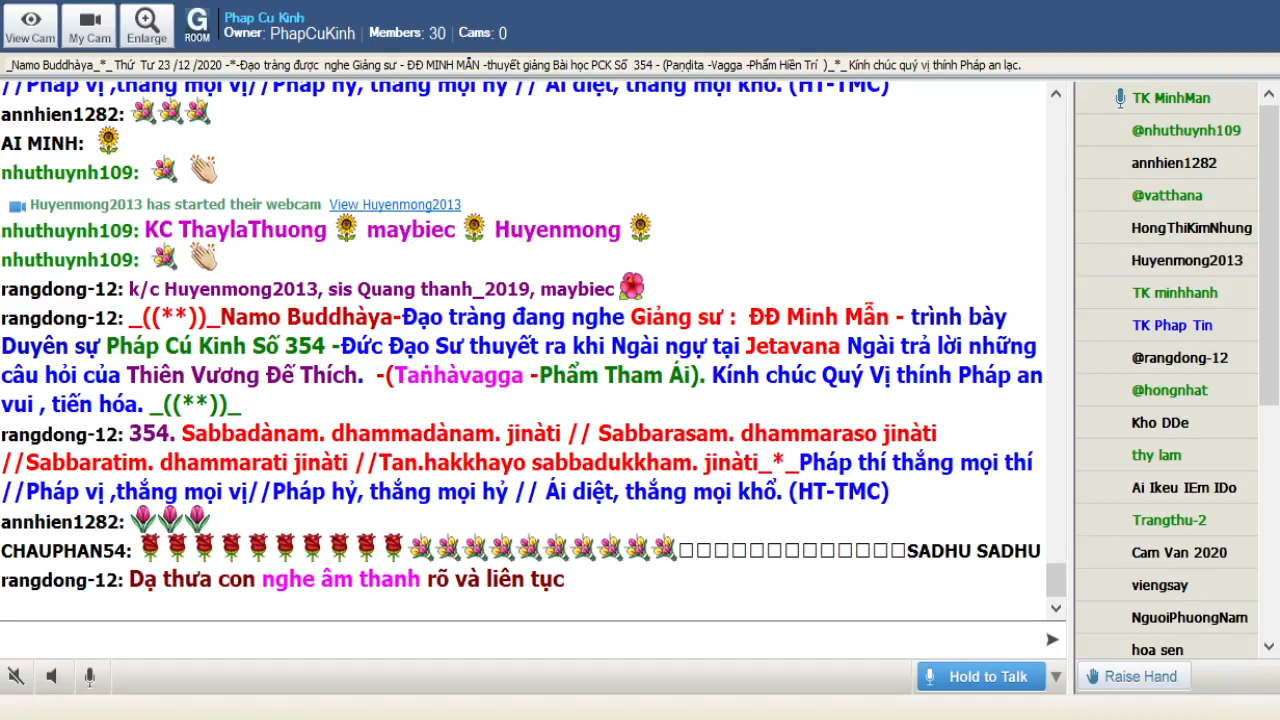 View Cam
My Cam
Enlarge
G ROOM
Phap Cu Kinh
Owner: PhapCuKinh | Members: 30 | Cams: 0
_Namo Buddhàya_*_ Thứ Tư 23 /12 /2020 -*-Đạo tràng được nghe Giảng sư - ĐĐ MINH MẪN -thuyết giảng Bài học PCK Số 354 - (Paṇḍita -Vagga -Phẩm Hiền Trí )_*_ Kính chúc quý vị thính Pháp an lạc.
//Pháp vị ,thắng mọi vị//Pháp hỷ, thắng mọi hỷ // Ái diệt, thắng mọi khổ. (HT-TMC)
annhien1282:
AI MINH:
nhuthuynh109:
Huyenmong2013 has started their webcam View Huyenmong2013
nhuthuynh109: KC ThaylaThuong maybiec Huyenmong
nhuthuynh109:
rangdong-12: k/c Huyenmong2013, sis Quang thanh_2019, maybiec
rangdong-12: _((**))_Namo Buddhàya-Đạo tràng đang nghe Giảng sư : ĐĐ Minh Mẫn - trình bày
Duyên sự Pháp Cú Kinh Số 354 -Đức Đạo Sư thuyết ra khi Ngài ngự tại Jetavana Ngài trả lời những
câu hỏi của Thiên Vương Đế Thích. -(Taṅhàvagga -Phẩm Tham Ái). Kính chúc Quý Vị thính Pháp an
vui , tiến hóa. _((**))_
rangdong-12: 354. Sabbadànam. dhammadànam. jinàti // Sabbarasam. dhammaraso jinàti
//Sabbaratim. dhammarati jinàti //Tan.hakkhayo sabbadukkham. jinàti_*_Pháp thí thắng mọi thí
//Pháp vị ,thắng mọi vị//Pháp hỷ, thắng mọi hỷ // Ái diệt, thắng mọi khổ. (HT-TMC)
annhien1282:
CHAUPHAN54: SADHU SADHU
rangdong-12: Dạ thưa con nghe âm thanh rõ và liên tục
Hold to Talk
TK MinhMan
@nhuthuynh109
annhien1282
@vatthana
HongThiKimNhung
Huyenmong2013
TK minhhanh
TK Phap Tin
@rangdong-12
@hongnhat
Kho DDe
thy lam
Ai Ikeu IEm IDo
Trangthu-2
Cam Van 2020
viengsay
NguoiPhuongNam
hoa sen
Raise Hand